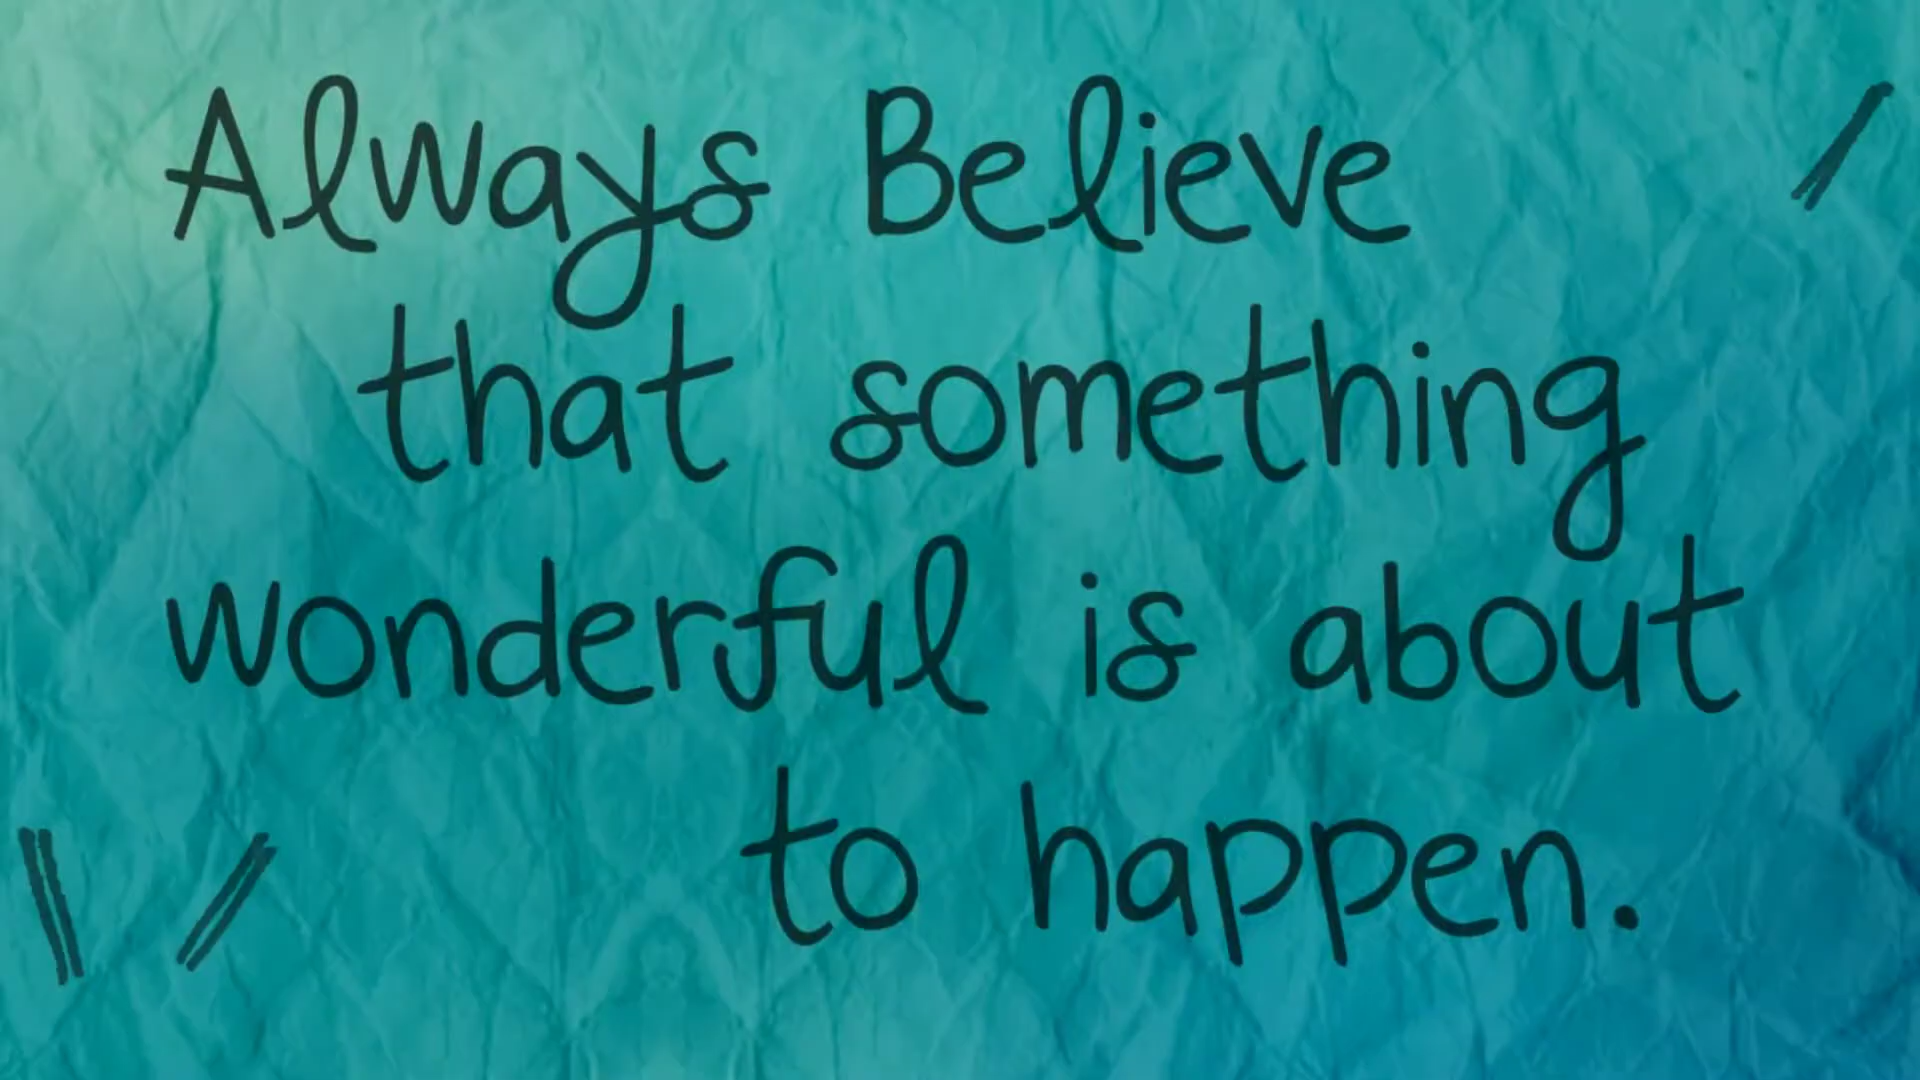 Always Believe
that something
wonderful is about
to happen.